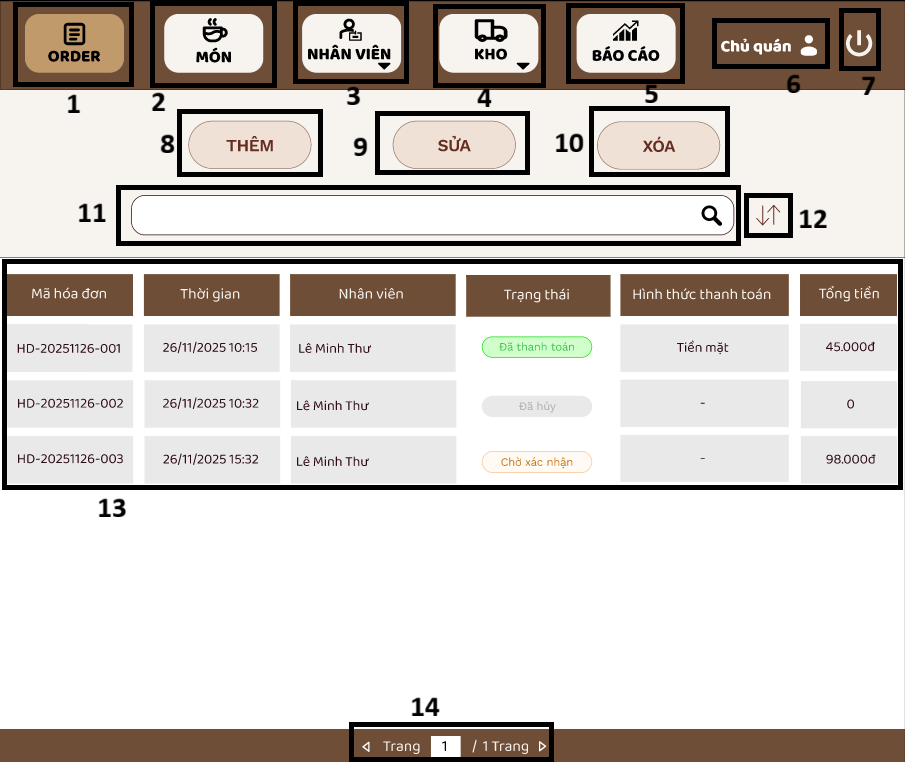 ORDER
MÓN
NHÂN VIÊN
KHO
BÁO CÁO
Chủ quán
1
2
3
4
5
6
7
8
THÊM
9
SỬA
10
XÓA
11
12
Mã hóa đơn
Thời gian
Nhân viên
Trạng thái
Hình thức thanh toán
Tổng tiền
HD-20251126-001
26/11/2025 10:15
Lê Minh Thư
Đã thanh toán
Tiền mặt
45.000đ
HD-20251126-002
26/11/2025 10:32
Lê Minh Thư
Đã hủy
-
0
HD-20251126-003
26/11/2025 15:32
Lê Minh Thư
Chờ xác nhận
-
98.000đ
13
14
Trang 1 / 1 Trang